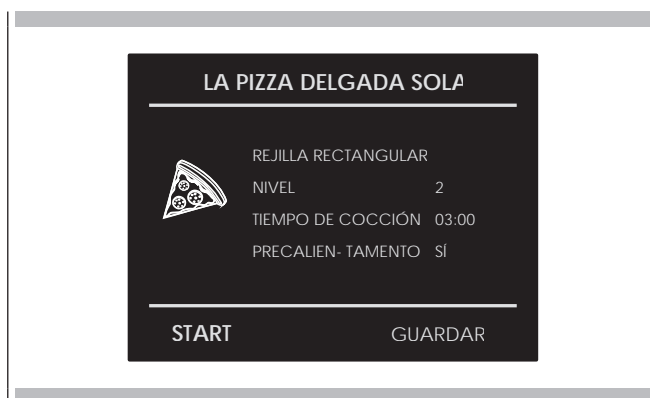 LA PIZZA DELGADA SOLA
REJILLA RECTANGULAR
NIVEL 2
TIEMPO DE COCCIÓN 03:00
PRECALIEN- TAMENTO SÍ
START GUARDAR